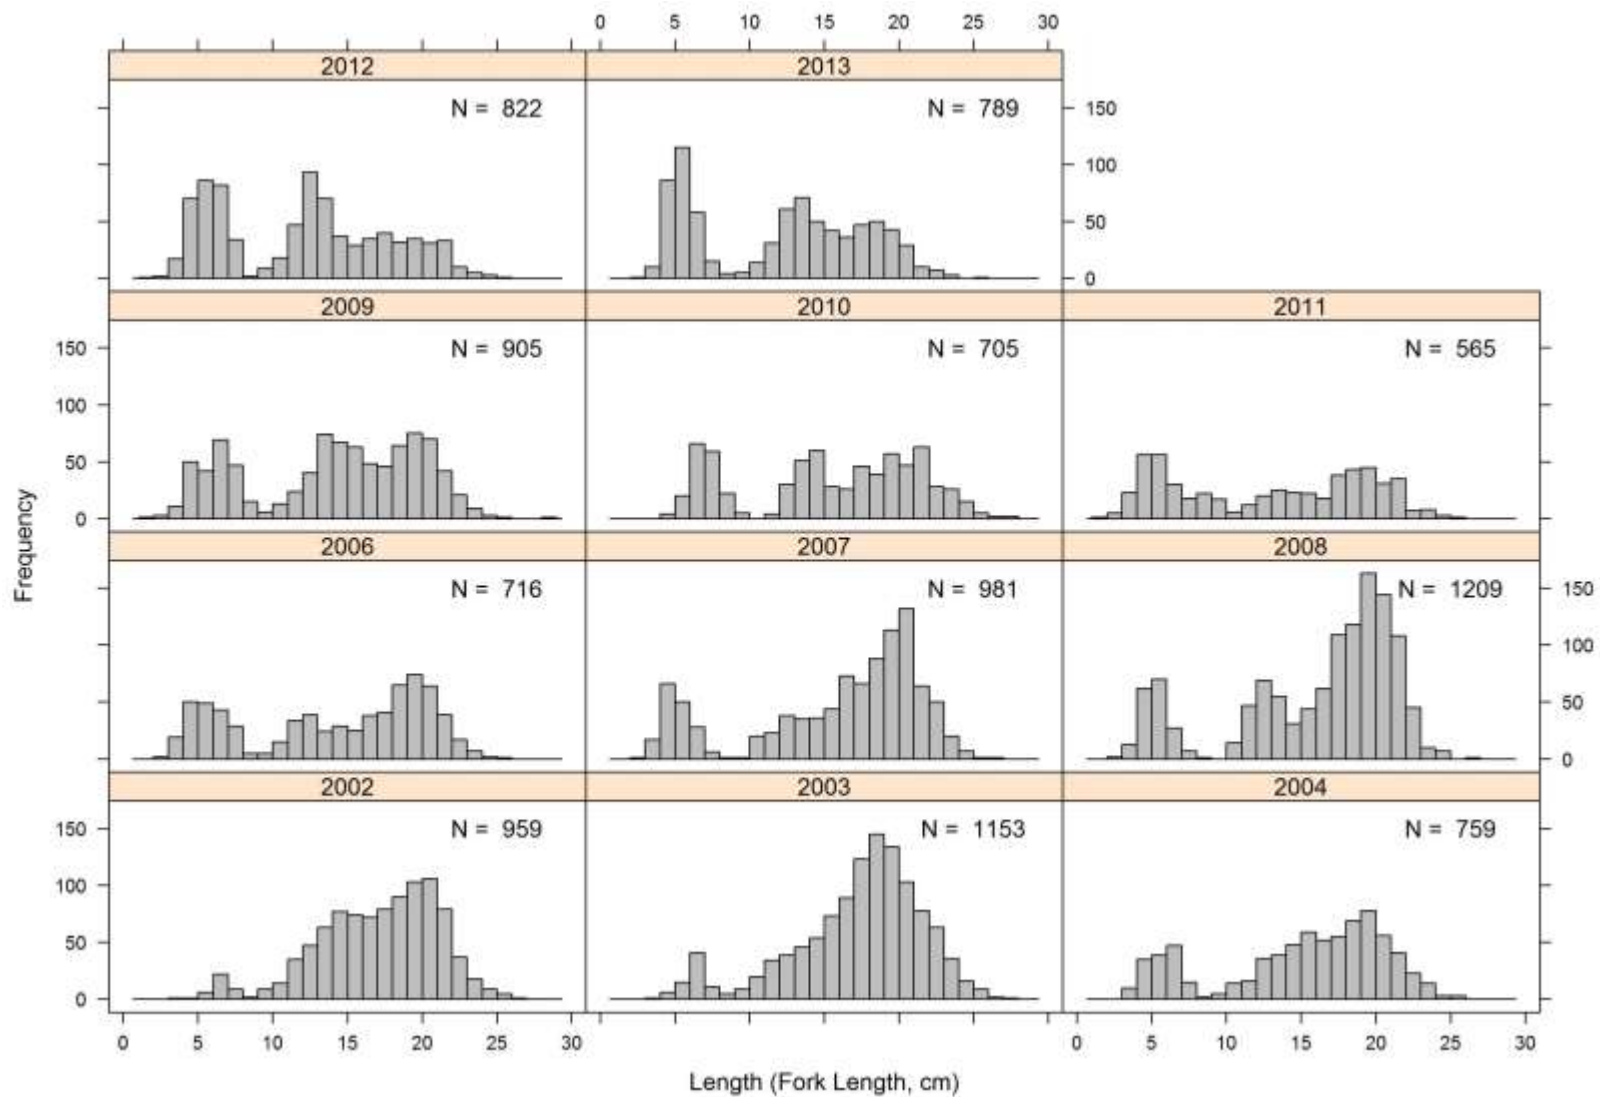 0 5 10 15 20 25 30
2012 2013
N = 822 N = 789
150
100
50
0
2009 2010 2011
150
100
50
0
N = 905 N = 705 N = 565
2006 2007 2008
N = 716 N = 981 N = 1209
150
100
50
0
2002 2003 2004
150
100
50
0
N = 959 N = 1153 N = 759
0 5 10 15 20 25 30 0 5 10 15 20 25 30
Frequency
Length (Fork Length, cm)